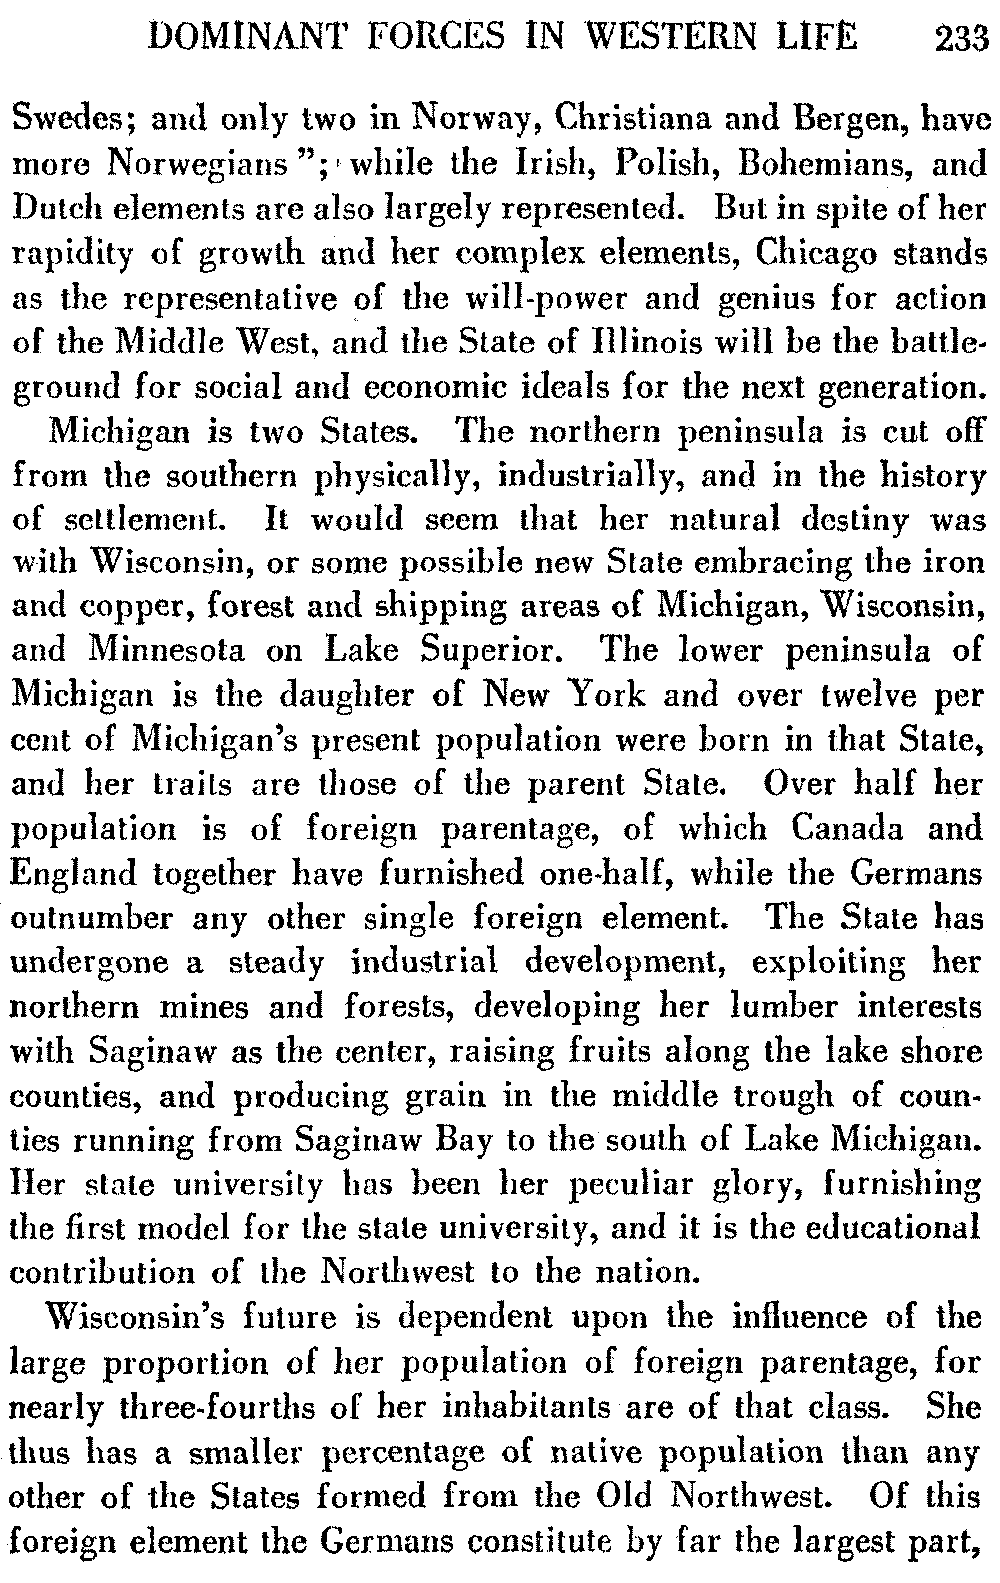 DOMINANT FORCES IN WESTERN LIFE 233
Swedes; and only two in Norway, Christiana and Bergen, have
more Norwegians "; while the Irish, Polish, Bohemians, and
Dutch elements are also largely represented. But in spite of her
rapidity of growth and her complex elements, Chicago stands
as the representative of the will-power and genius for action
of the Middle West, and the State of Illinois will be the battle-
ground for social and economic ideals for the next generation.
Michigan is two States. The northern peninsula is cut off
from the southern physically, industrially, and in the history
of settlement. It would seem that her natural destiny was
with Wisconsin, or some possible new State embracing the iron
and copper, forest and shipping areas of Michigan, Wisconsin,
and Minnesota on Lake Superior. The lower peninsula of
Michigan is the daughter of New York and over twelve per
cent of Michigan's present population were born in that State,
and her traits are those of the parent State. Over half her
population is of foreign parentage, of which Canada and
England together have furnished one-half, while the Germans
outnumber any other single foreign element. The State has
undergone a steady industrial development, exploiting her
northern mines and forests, developing her lumber interests
with Saginaw as the center, raising fruits along the lake shore
counties, and producing grain in the middle trough of coun-
ties running from Saginaw Bay to the south of Lake Michigan.
Her state university has been her peculiar glory, furnishing
the first model for the state university, and it is the educational
contribution of the Northwest to the nation.
Wisconsin's future is dependent upon the influence of the
large proportion of her population of foreign parentage, for
nearly three-fourths of her inhabitants are of that class. She
thus has a smaller percentage of native population than any
other of the States formed from the Old Northwest. Of this
foreign element the Germans constitute by far the largest part,